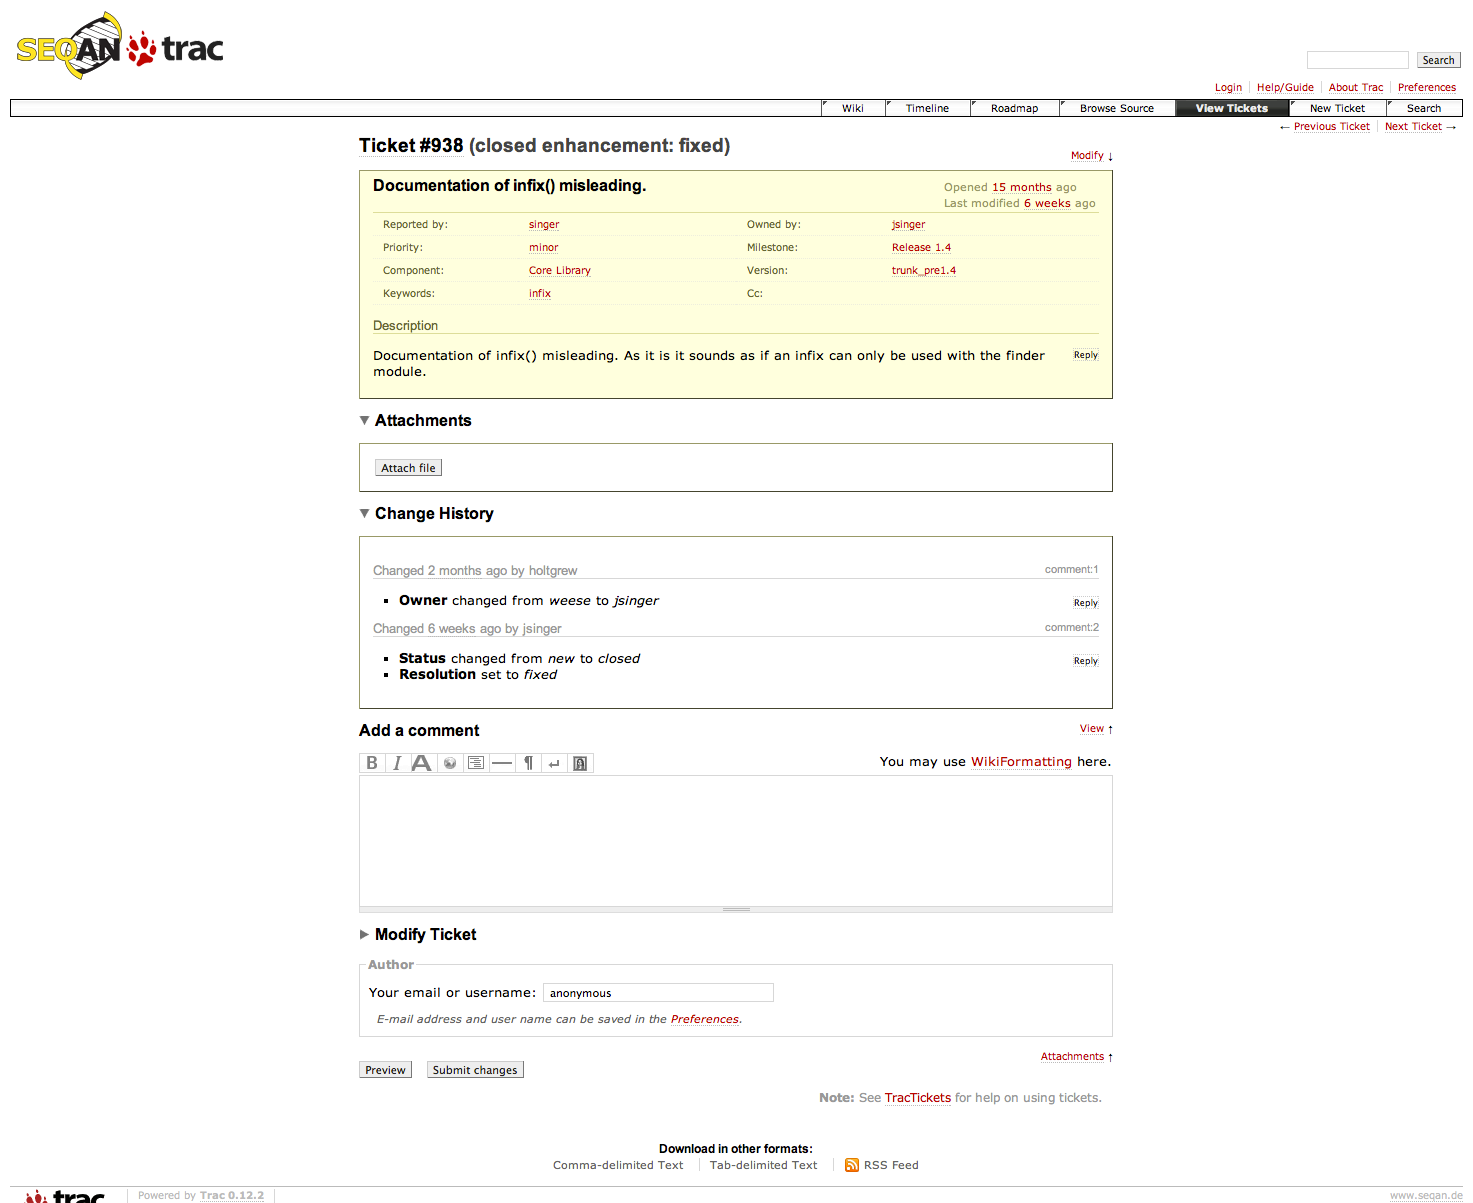 SEQAN trac
Search
Login Help/Guide About Trac Preferences
Wiki Timeline Roadmap Browse Source View Tickets New Ticket Search
← Previous Ticket Next Ticket →
Ticket #938 (closed enhancement: fixed)
Modify ↓
Documentation of infix() misleading.
Opened 15 months ago
Last modified 6 weeks ago
Reported by: singer Owned by: jsinger
Priority: minor Milestone: Release 1.4
Component: Core Library Version: trunk_pre1.4
Keywords: infix Cc:
Description
Documentation of infix() misleading. As it is it sounds as if an infix can only be used with the finder Reply
module.
Attachments
Attach file
Change History
Changed 2 months ago by holtgrew comment:1
Owner changed from weese to jsinger Reply
Changed 6 weeks ago by jsinger comment:2
Status changed from new to closed Reply
Resolution set to fixed
Add a comment View ↑
B I A ¶ You may use WikiFormatting here.
Modify Ticket
Author
Your email or username: anonymous
E-mail address and user name can be saved in the Preferences.
Attachments ↑
Preview Submit changes
Note: See TracTickets for help on using tickets.
Download in other formats:
Comma-delimited Text Tab-delimited Text RSS Feed
trac Powered by Trac 0.12.2 www.seqan.de